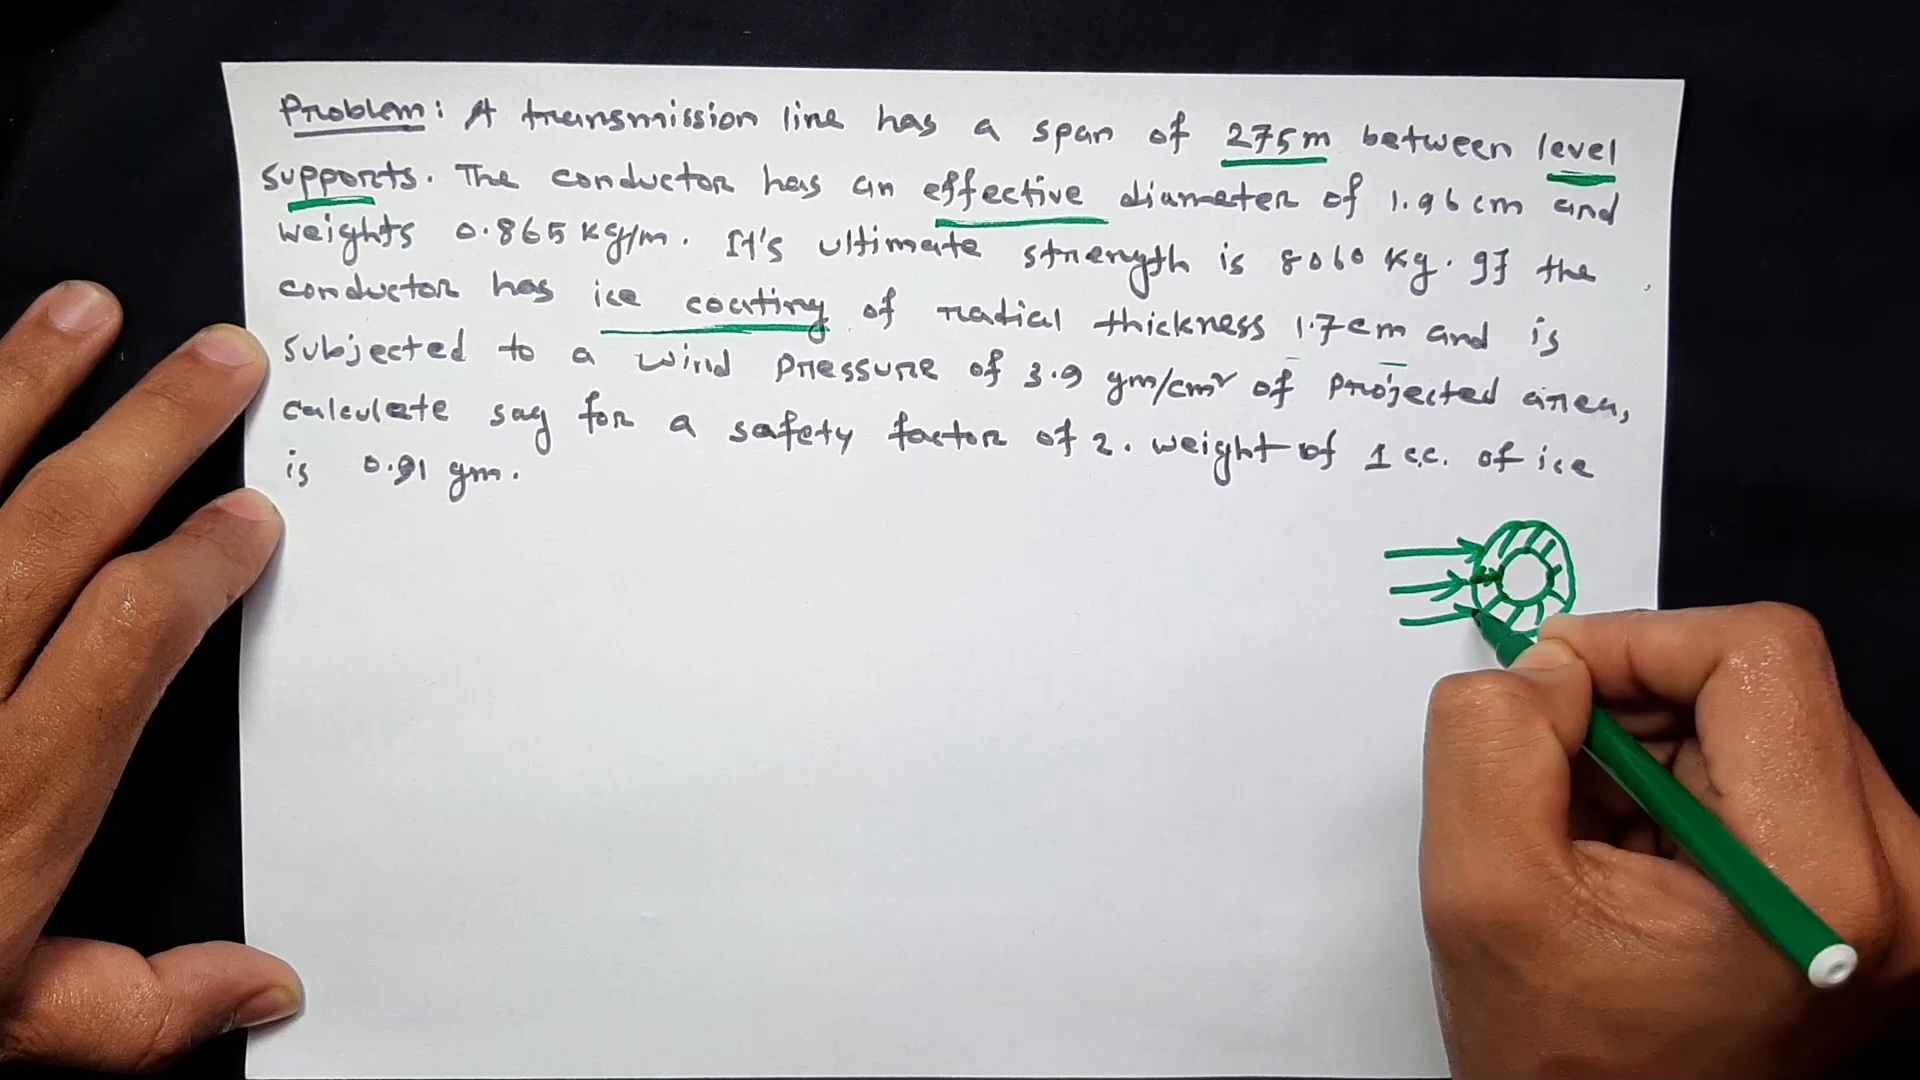 Problem: A transmission line has a span of 275m between level
supports. The conductor has an effective diameter of 1.96 cm and
weights 0.865 kg/m. It's ultimate strength is 8060 kg. If the
conductor has ice coating of radial thickness 1.7cm and is
subjected to a wind pressure of 3.9 gm/cm² of projected area,
calculate sag for a safety factor of 2. weight of 1 c.c. of ice
is 0.91 gm.